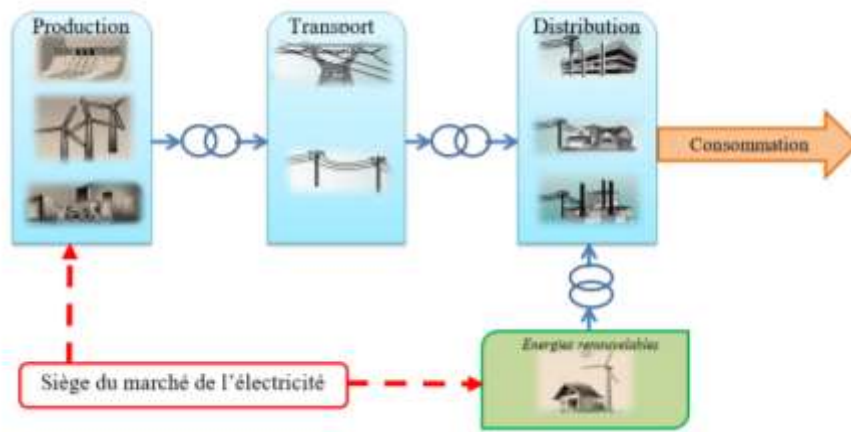 Production
Transport
Distribution
Consommation
Energies renouvelables
Siège du marché de l'électricité